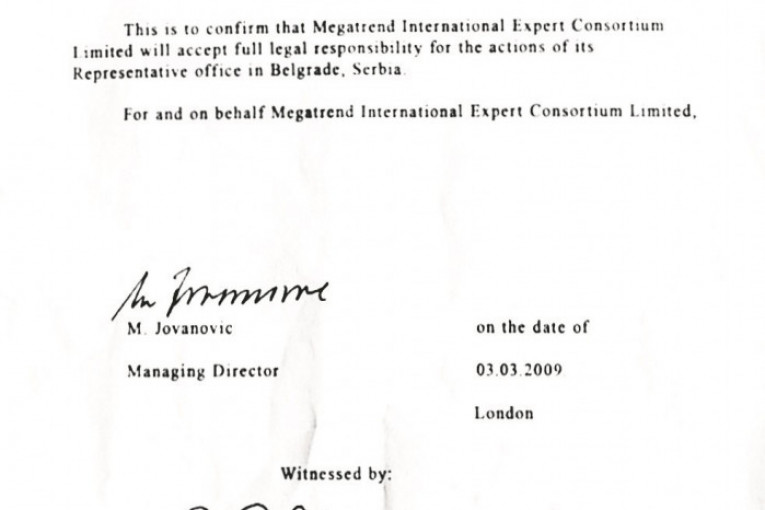 This is to confirm that Megatrend International Expert Consortium
Limited will accept full legal responsibility for the actions of its
Representative office in Belgrade, Serbia.
For and on behalf Megatrend International Expert Consortium Limited,
M. Jovanovic
on the date of
Managing Director
03.03.2009
London
Witnessed by: